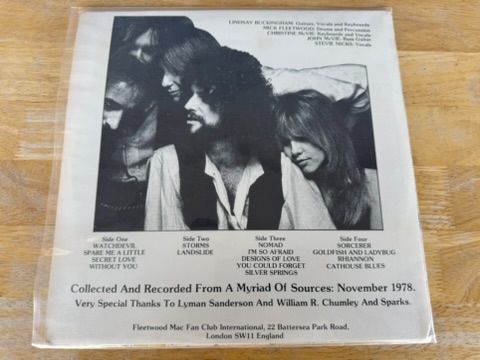 LINDSAY BUCKINGHAM: Guitars, Vocals and Keyboards
MICK FLEETWOOD: Drums and Percussion
CHRISTINE McVIE: Keyboards and Vocals
JOHN McVIE: Bass Guitar
STEVIE NICKS: Vocals
Side One
WATCHDEVIL
SPARE ME A LITTLE
SECRET LOVE
WITHOUT YOU
Side Two
STORMS
LANDSLIDE
Side Three
NOMAD
I'M SO AFRAID
DESIGNS OF LOVE
YOU COULD FORGET
SILVER SPRINGS
Side Four
SORCERER
GOLDFISH AND LADYBUG
RHIANNON
CATHOUSE BLUES
Collected And Recorded From A Myriad Of Sources: November 1978.
Very Special Thanks To Lyman Sanderson And William R. Chumley And Sparks.
Fleetwood Mac Fan Club International, 22 Battersea Park Road,
London SW11 England